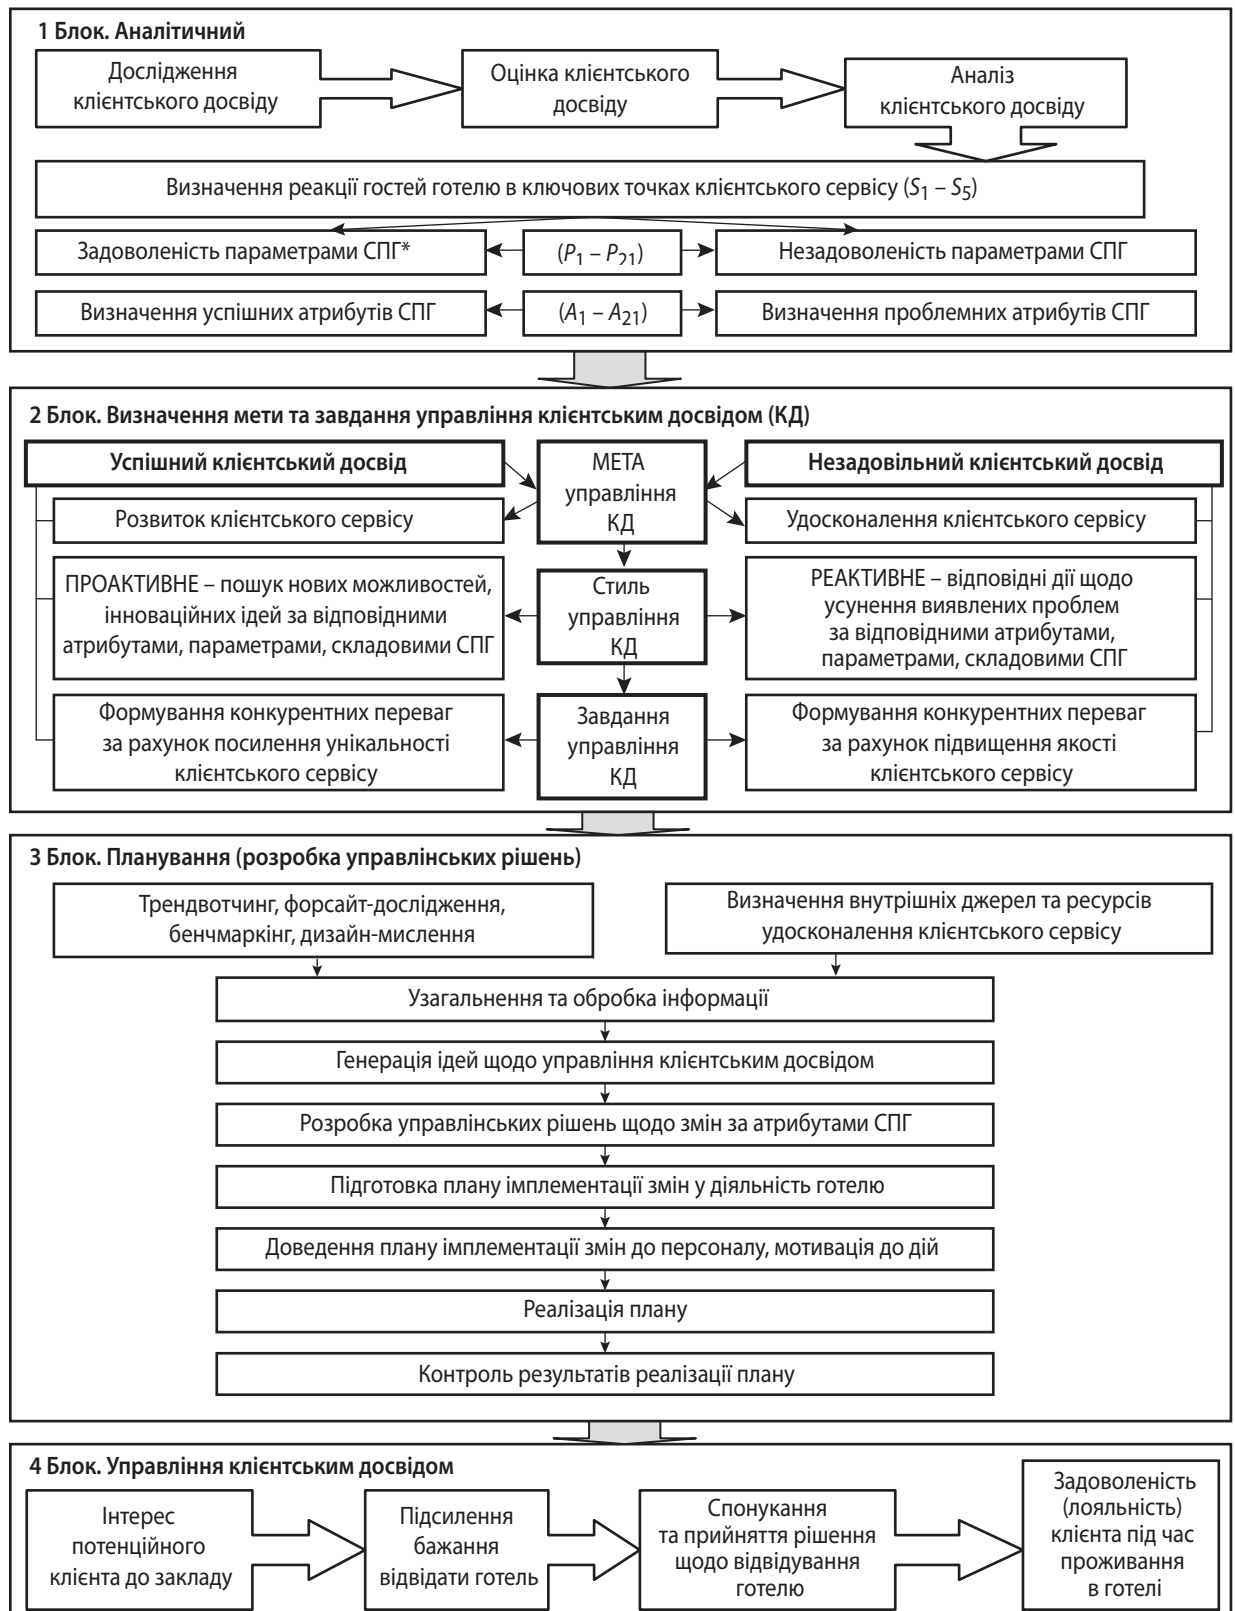 1 Блок. Аналітичний
Дослідження
клієнтського досвіду
Оцінка клієнтського
досвіду
Аналіз
клієнтського досвіду
Визначення реакції гостей готелю в ключових точках клієнтського сервісу (S1 – S5)
Задоволеність параметрами СПГ*
(P1 – P21)
Незадоволеність параметрами СПГ
Визначення успішних атрибутів СПГ
(A1 – A21)
Визначення проблемних атрибутів СПГ
2 Блок. Визначення мети та завдання управління клієнтським досвідом (КД)
Успішний клієнтський досвід
МЕТА
управління
КД
Незадовільний клієнтський досвід
Розвиток клієнтського сервісу
Удосконалення клієнтського сервісу
ПРОАКТИВНЕ – пошук нових можливостей,
інноваційних ідей за відповідними
атрибутами, параметрами, складовими СПГ
Стиль
управління
КД
РЕАКТИВНЕ – відповідні дії щодо
усунення виявлених проблем
за відповідними атрибутами,
параметрами, складовими СПГ
Формування конкурентних переваг
за рахунок посилення унікальності
клієнтського сервісу
Завдання
управління
КД
Формування конкурентних переваг
за рахунок підвищення якості
клієнтського сервісу
3 Блок. Планування (розробка управлінських рішень)
Трендвотчинг, форсайт-дослідження,
бенчмаркінг, дизайн-мислення
Визначення внутрішніх джерел та ресурсів
удосконалення клієнтського сервісу
Узагальнення та обробка інформації
Генерація ідей щодо управління клієнтським досвідом
Розробка управлінських рішень щодо змін за атрибутами СПГ
Підготовка плану імплементації змін у діяльність готелю
Доведення плану імплементації змін до персоналу, мотивація до дій
Реалізація плану
Контроль результатів реалізації плану
4 Блок. Управління клієнтським досвідом
Інтерес
потенційного
клієнта до закладу
Підсилення
бажання
відвідати готель
Спонукання
та прийняття рішення
щодо відвідування
готелю
Задоволеність
(лояльність)
клієнта під час
проживання
в готелі